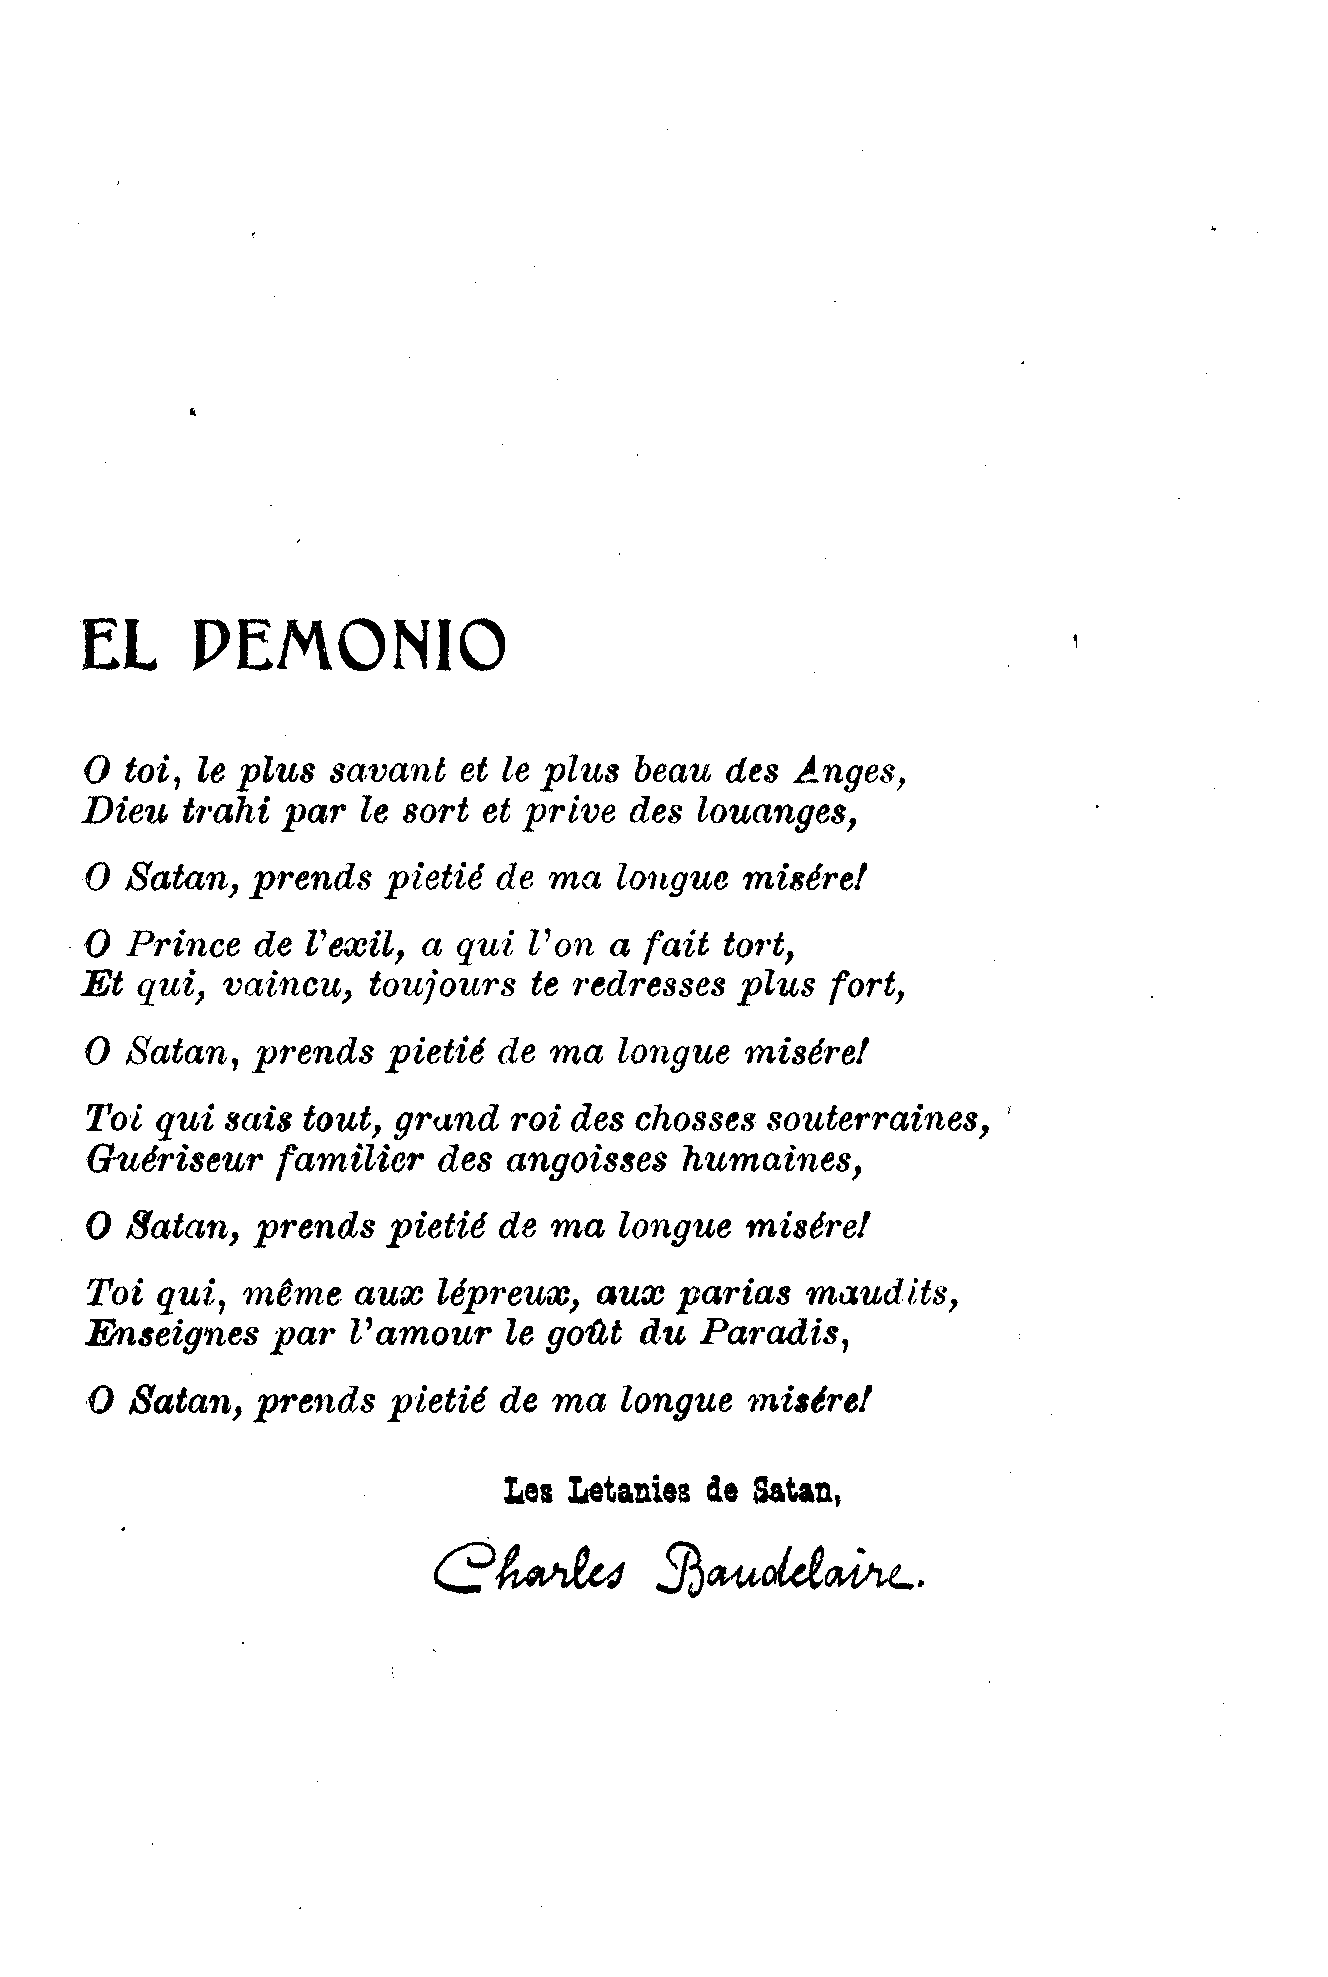 EL DEMONIO
O toi, le plus savant et le plus beau des Anges,
Dieu trahi par le sort et prive des louanges,
O Satan, prends pietié de ma longue misére!
O Prince de l'exil, a qui l'on a fait tort,
Et qui, vaincu, toujours te redresses plus fort,
O Satan, prends pietié de ma longue misére!
Toi qui sais tout, grand roi des chosses souterraines,
Guériseur familier des angoisses humaines,
O Satan, prends pietié de ma longue misére!
Toi qui, même aux lépreux, aux parias maudits,
Enseignes par l'amour le goût du Paradis,
O Satan, prends pietié de ma longue misére!
Les Letanies de Satan,
Charles Baudelaire.